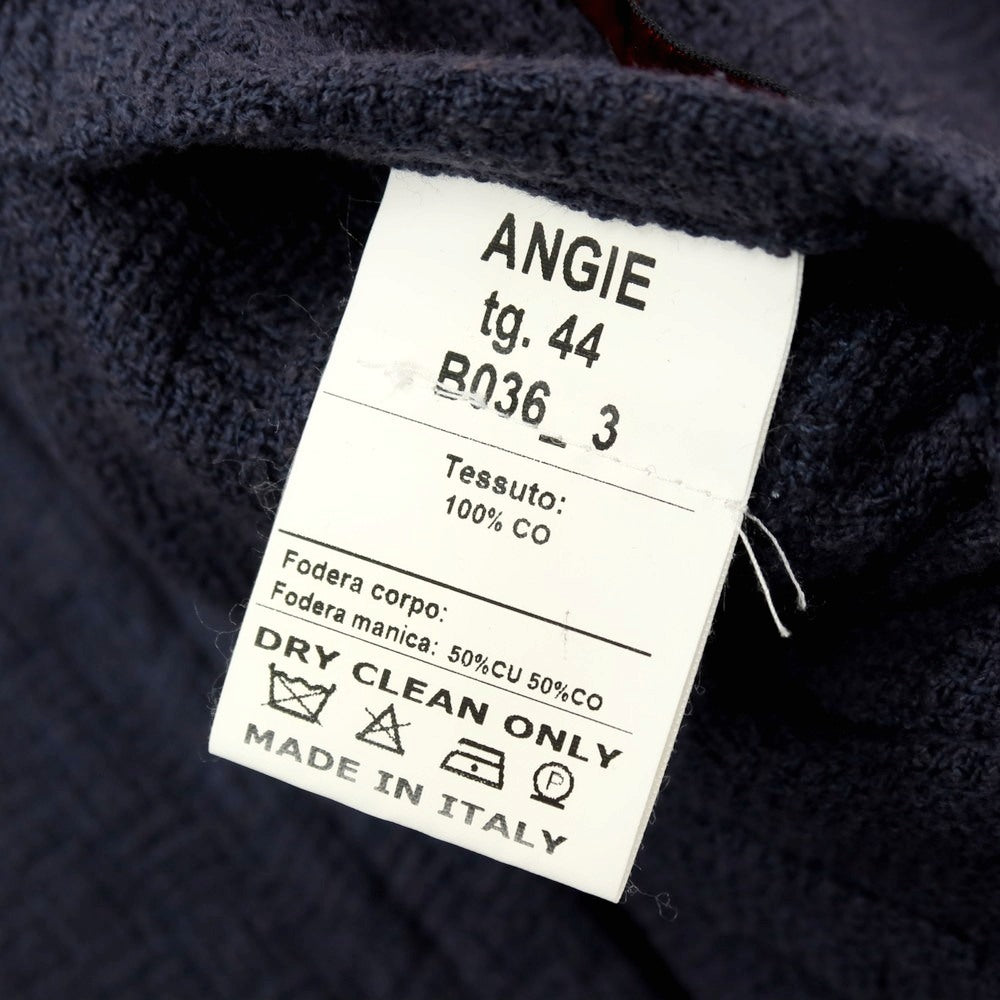 ANGIE
tg. 44
B036_ 3
Tessuto:
100% CO
Fodera corpo:
Fodera manica: 50%CU 50%CO
DRY CLEAN ONLY
P
MADE IN ITALY